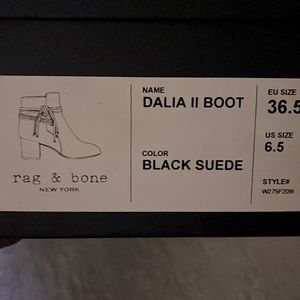 NAME
DALIA II BOOT
EU SIZE
36.5
COLOR
BLACK SUEDE
US SIZE
6.5
STYLE#
rag & bone
NEW YORK